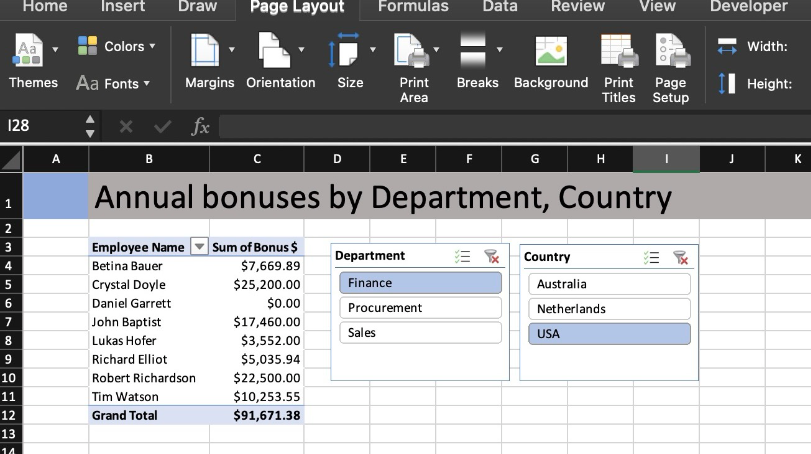 Home Insert Draw Page Layout Formulas Data Review View Developer
Colors
Themes Aa Fonts Margins Orientation Size Print Area Breaks Background Print Titles Page Setup Width:
Height:
I28 fx
A B C D E F G H I J K
1 Annual bonuses by Department, Country
2
3 Employee Name Sum of Bonus $ Department Country
4 Betina Bauer $7,669.89
5 Crystal Doyle $25,200.00 Finance Australia
6 Daniel Garrett $0.00 Procurement Netherlands
7 John Baptist $17,460.00 Sales USA
8 Lukas Hofer $3,552.00
9 Richard Elliot $5,035.94
10 Robert Richardson $22,500.00
11 Tim Watson $10,253.55
12 Grand Total $91,671.38
13
14